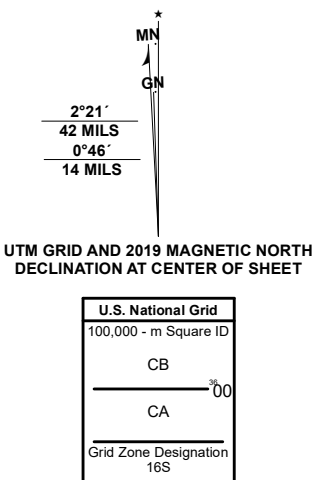 ★
MN
GN
2°21´
42 MILS
0°46´
14 MILS
UTM GRID AND 2019 MAGNETIC NORTH
DECLINATION AT CENTER OF SHEET
U.S. National Grid
100,000 - m Square ID
CB
3600
CA
Grid Zone Designation
16S